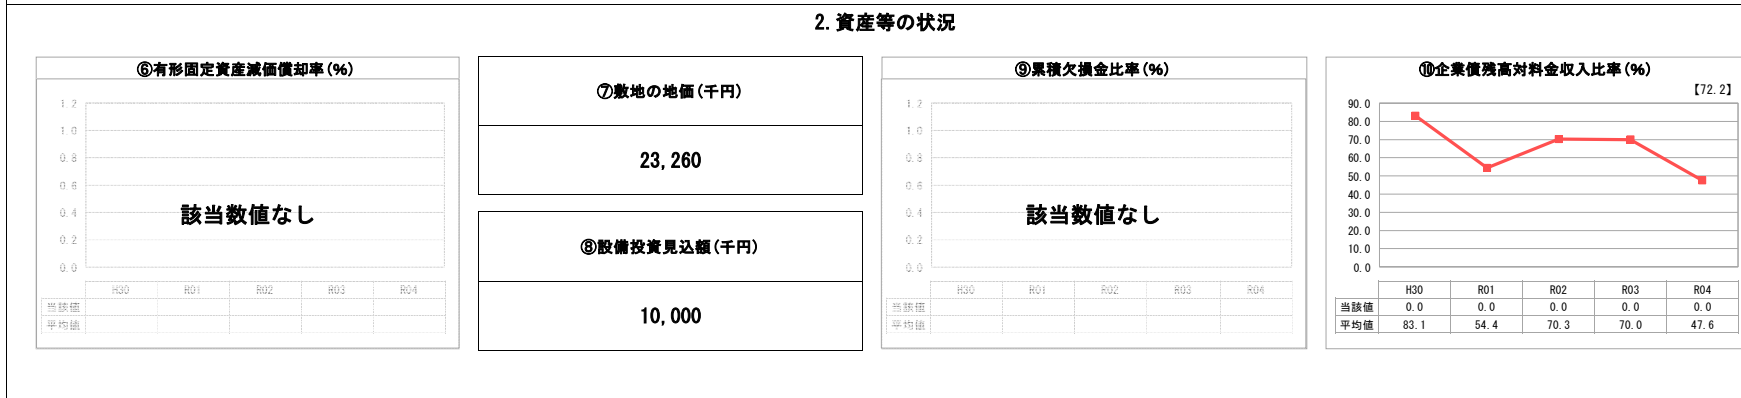 2. 資産等の状況
⑥有形固定資産減価償却率(%)
1.2
1.0
0.8
0.6
0.4
0.2
0.0
該当数値なし
H30 R01 R02 R03 R04
当該値
平均値
⑦敷地の地価(千円)
23,260
⑧設備投資見込額(千円)
10,000
⑨累積欠損金比率(%)
1.2
1.0
0.8
0.6
0.4
0.2
0.0
該当数値なし
H30 R01 R02 R03 R04
当該値
平均値
⑩企業債残高対料金収入比率(%)
【72.2】
90.0
80.0
70.0
60.0
50.0
40.0
30.0
20.0
10.0
0.0
H30 R01 R02 R03 R04
当該値 0.0 0.0 0.0 0.0 0.0
平均値 83.1 54.4 70.3 70.0 47.6